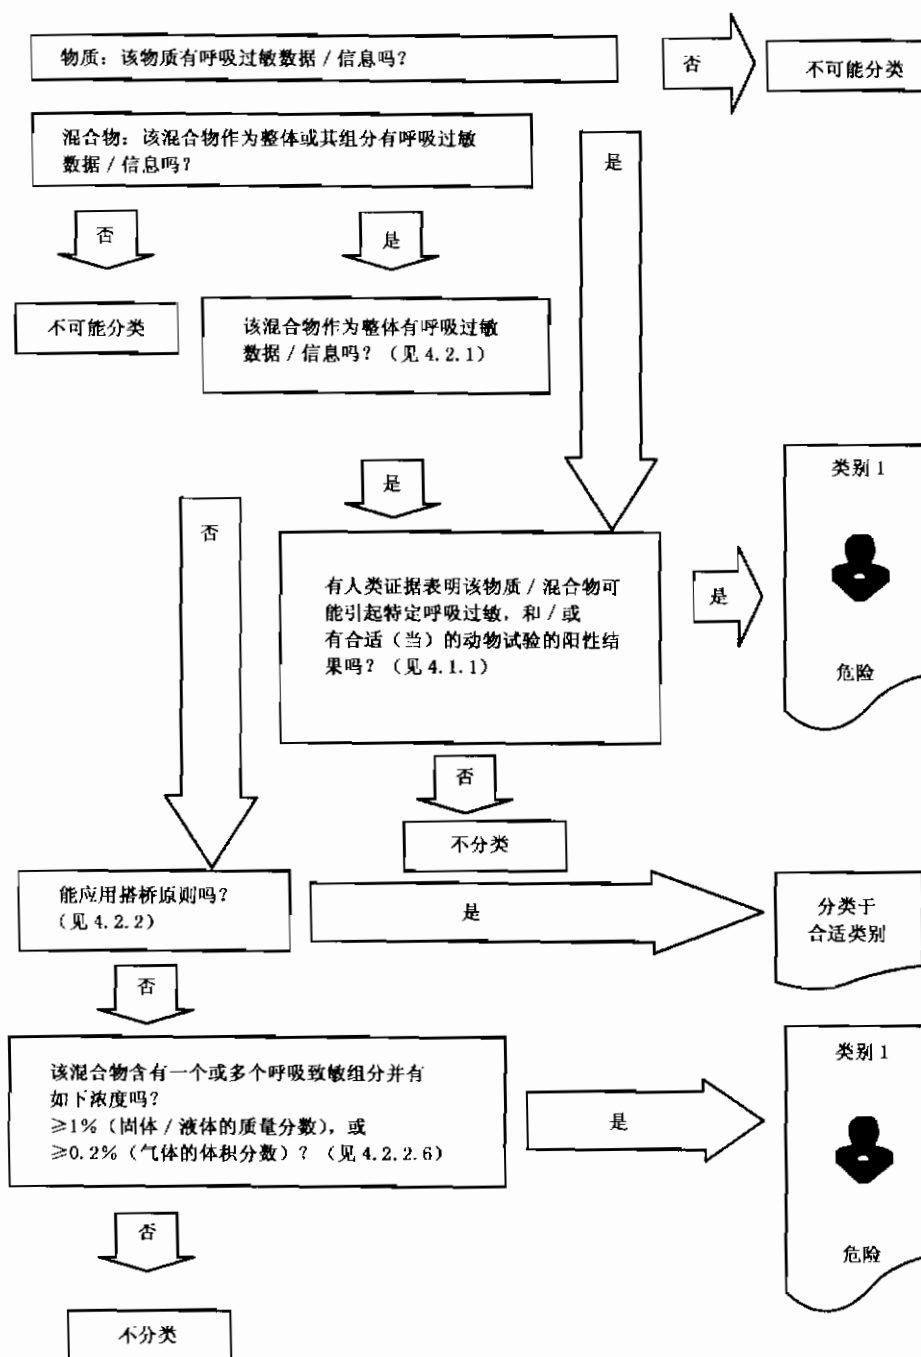 物质：该物质有呼吸过敏数据／信息吗？
否
不可能分类
混合物：该混合物作为整体或其组分有呼吸过敏
数据／信息吗？
是
否
是
不可能分类
该混合物作为整体有呼吸过敏
数据／信息吗？（见 4.2.1）
类别 1
是
否
有人类证据表明该物质／混合物可
能引起特定呼吸过敏，和／或
有合适（当）的动物试验的阳性结
果吗？（见 4.1.1）
是
危险
否
不分类
能应用搭桥原则吗？
（见 4.2.2）
是
分类于
合适类别
否
该混合物含有一个或多个呼吸致敏组分并有
如下浓度吗？
≥1%（固体／液体的质量分数），或
≥0.2%（气体的体积分数）？（见 4.2.2.6）
是
类别 1
危险
否
不分类